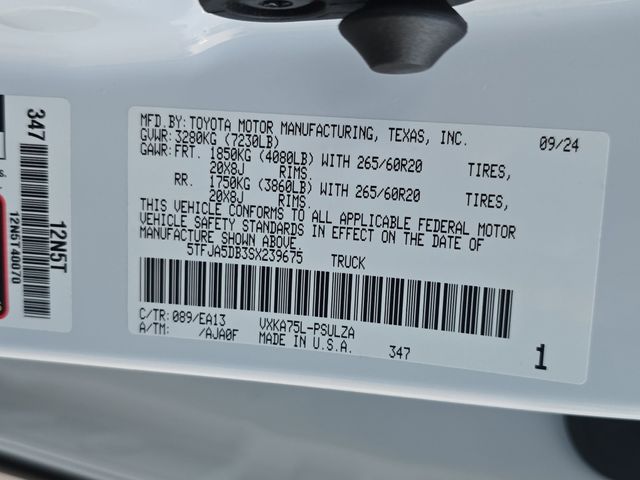 MFD.BY: TOYOTA MOTOR MANUFACTURING, TEXAS, INC. 09/24
GVWR: 3280KG (7230LB)
GAWR: FRT. 1850KG (4080LB) WITH 265/60R20 TIRES,
20X8J RIMS.
RR. 1750KG (3860LB) WITH 265/60R20 TIRES,
20X8J RIMS.
THIS VEHICLE CONFORMS TO ALL APPLICABLE FEDERAL MOTOR
VEHICLE SAFETY STANDARDS IN EFFECT ON THE DATE OF
MANUFACTURE SHOWN ABOVE.
5TFJA5DB3SX239675 TRUCK
C/TR: 089/EA13 VXKA75L-PSULZA
A/TM: /AJA0F MADE IN U.S.A. 347 1
347
12N5T
12N5T40070